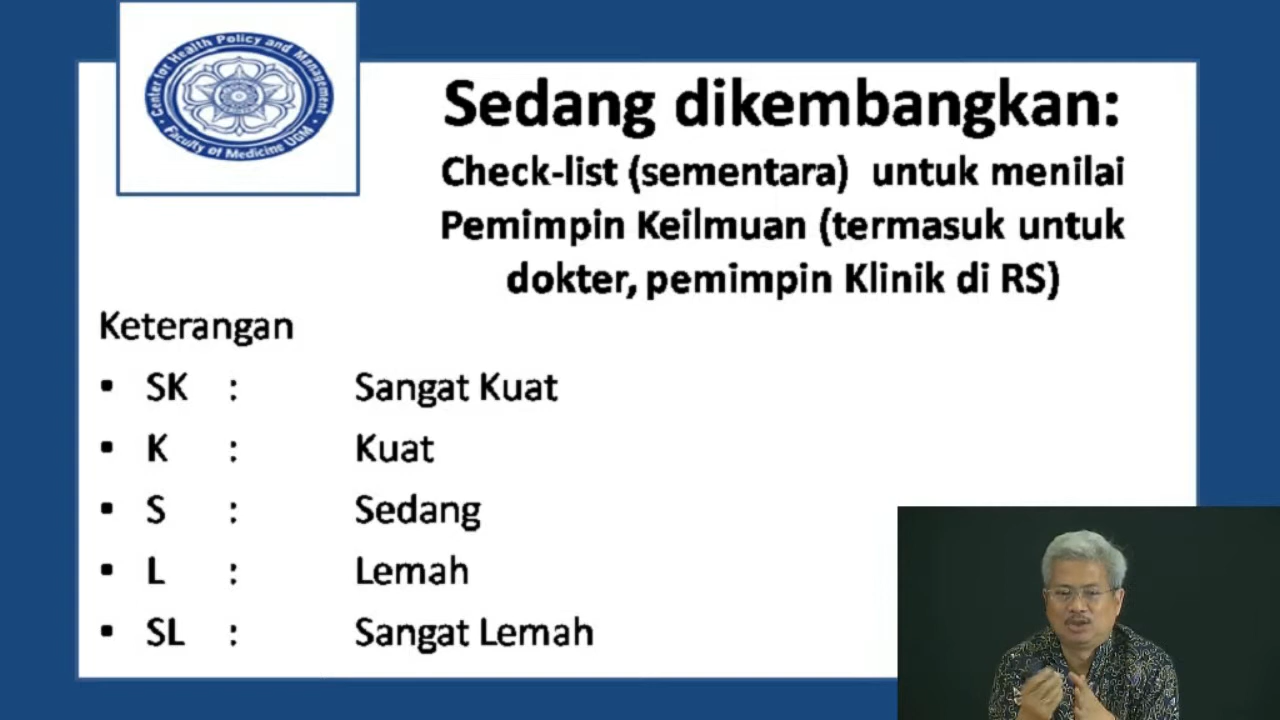 Center for Health Policy and Management
Faculty of Medicine UGM
Sedang dikembangkan:
Check-list (sementara) untuk menilai
Pemimpin Keilmuan (termasuk untuk
dokter, pemimpin Klinik di RS)
Keterangan
▪ SK : Sangat Kuat
▪ K : Kuat
▪ S : Sedang
▪ L : Lemah
▪ SL : Sangat Lemah